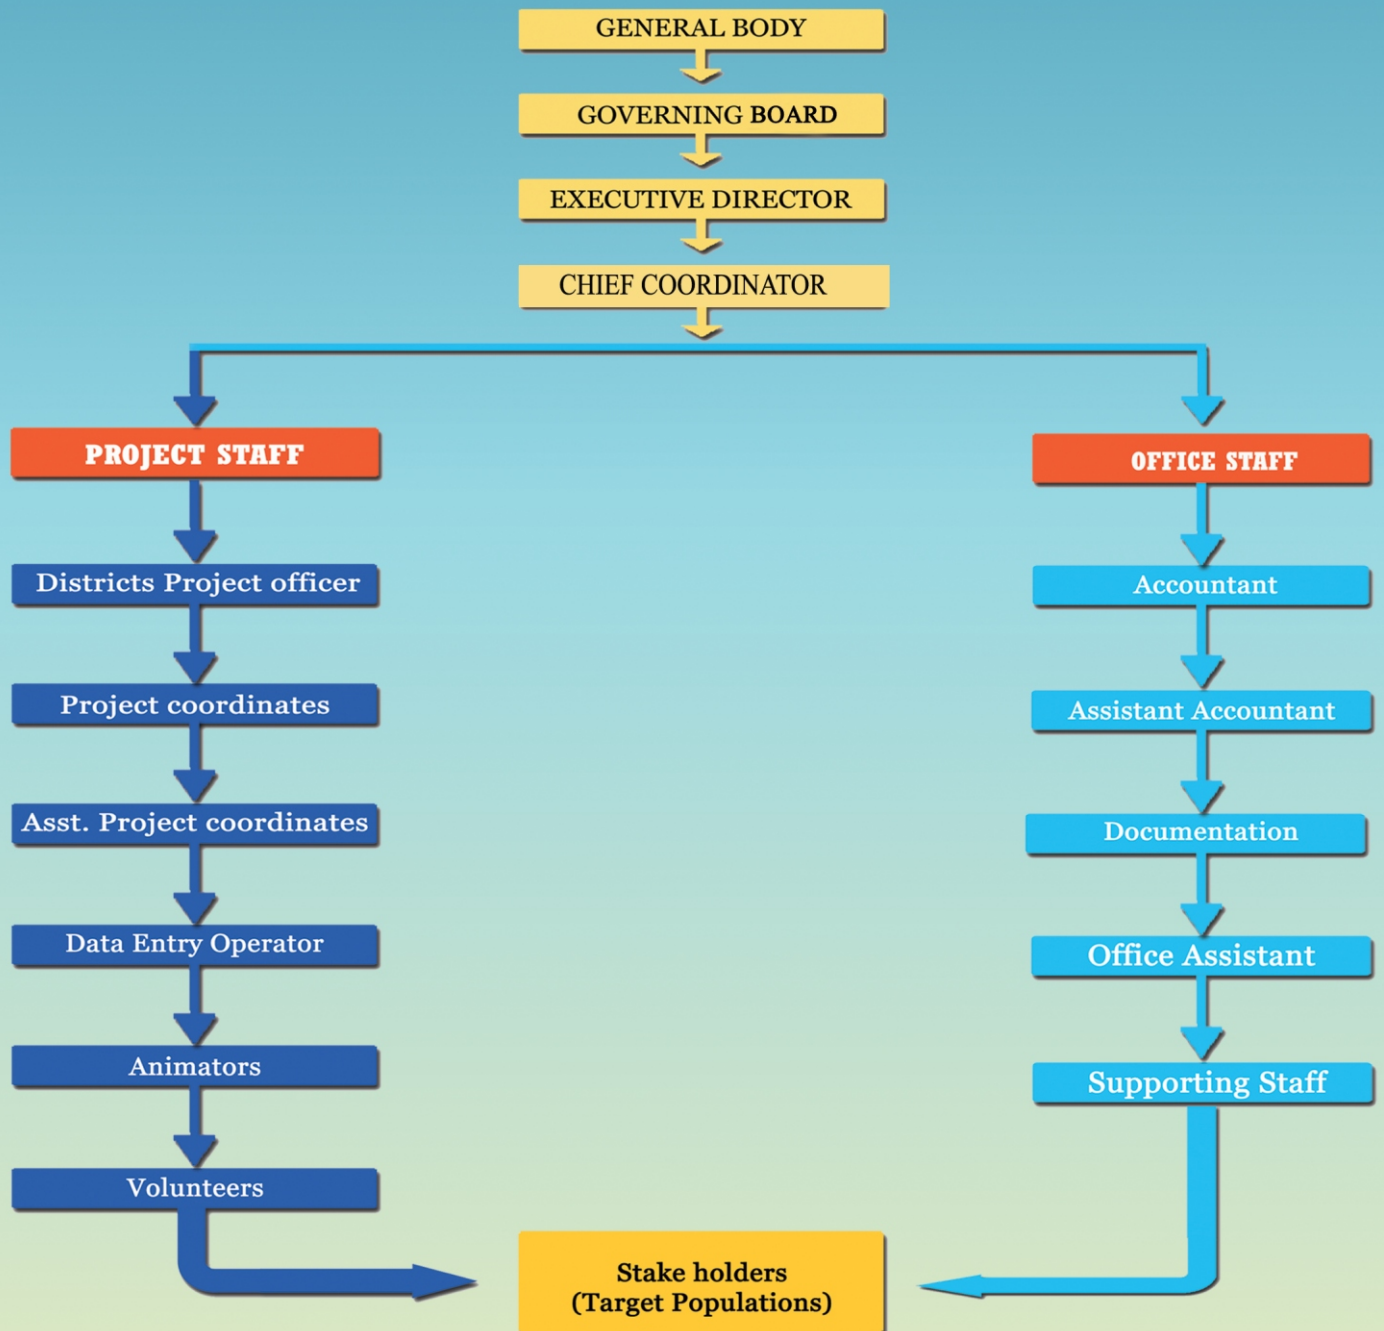 GENERAL BODY
GOVERNING BOARD
EXECUTIVE DIRECTOR
CHIEF COORDINATOR
PROJECT STAFF
Districts Project officer
Project coordinates
Asst. Project coordinates
Data Entry Operator
Animators
Volunteers
OFFICE STAFF
Accountant
Assistant Accountant
Documentation
Office Assistant
Supporting Staff
Stake holders
(Target Populations)